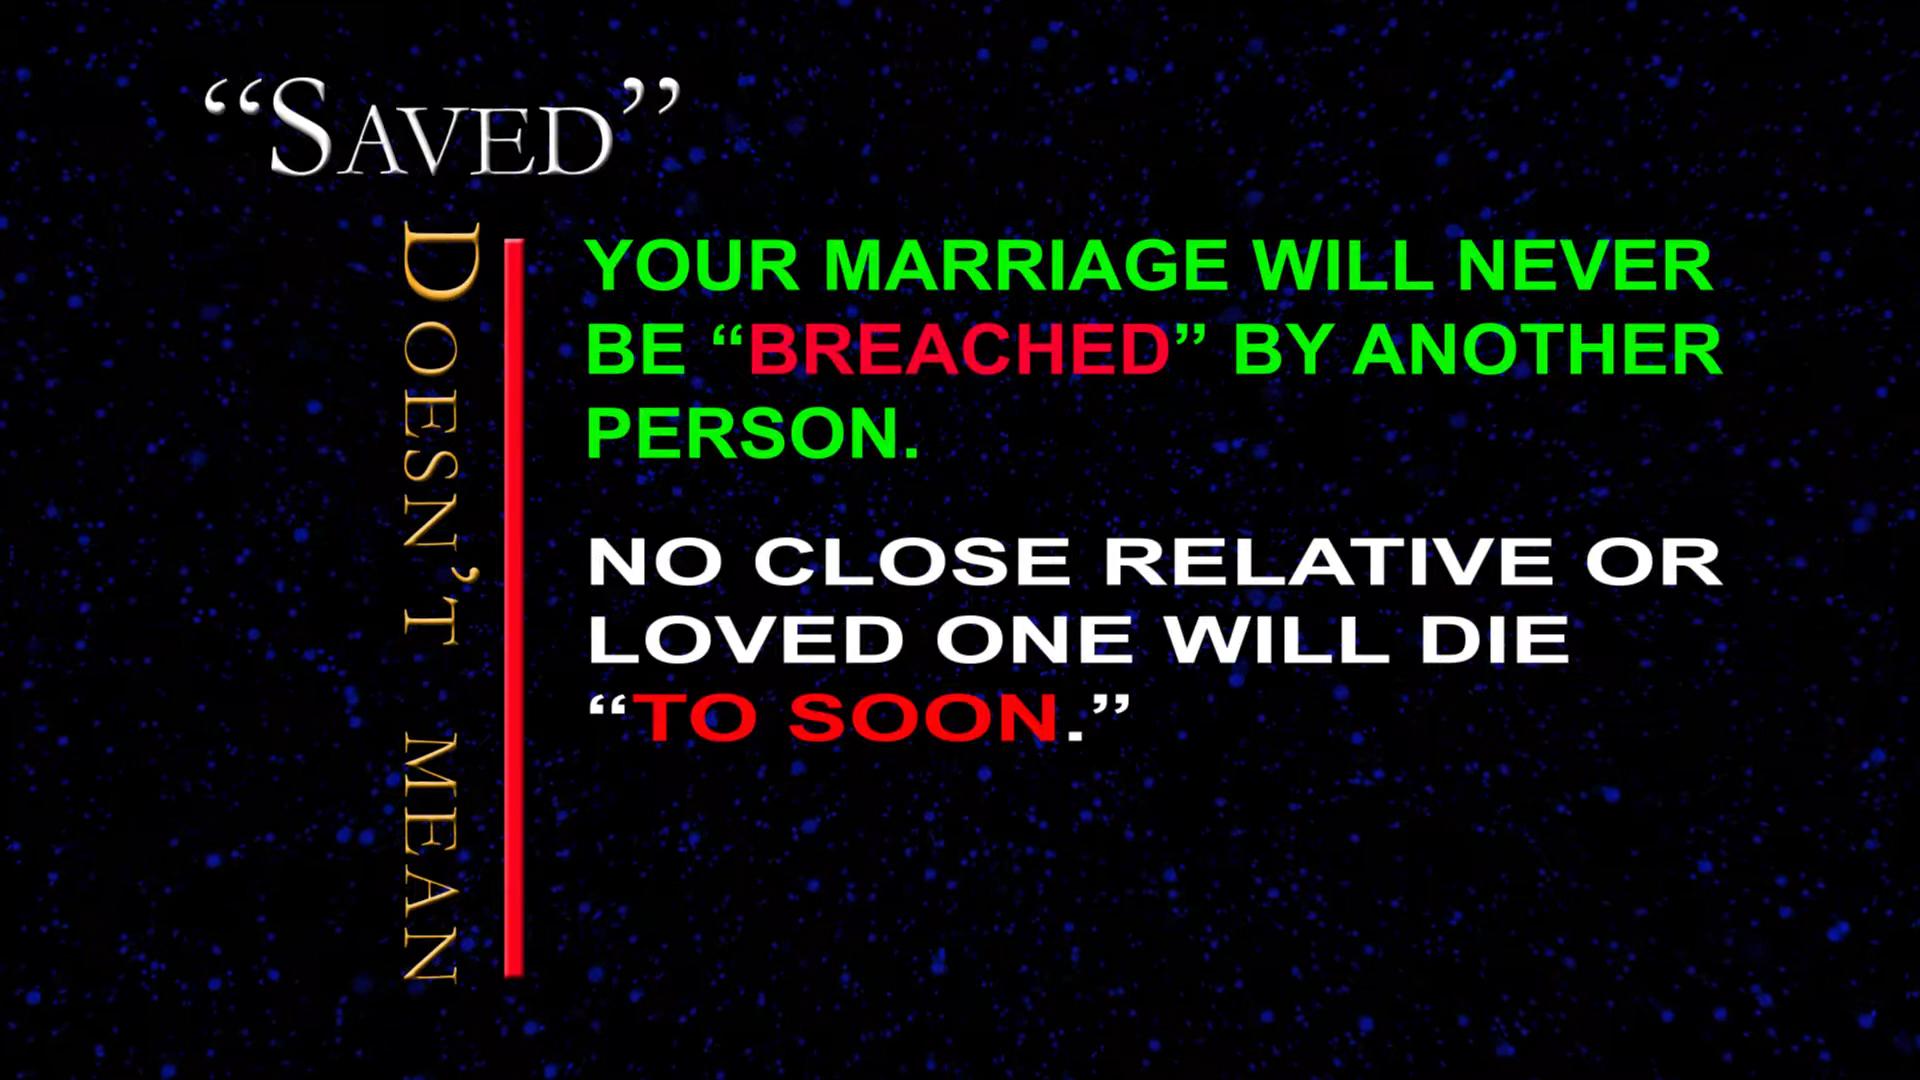 “SAVED”
DOESN’T MEAN
YOUR MARRIAGE WILL NEVER
BE “BREACHED” BY ANOTHER
PERSON.
NO CLOSE RELATIVE OR
LOVED ONE WILL DIE
“TO SOON.”